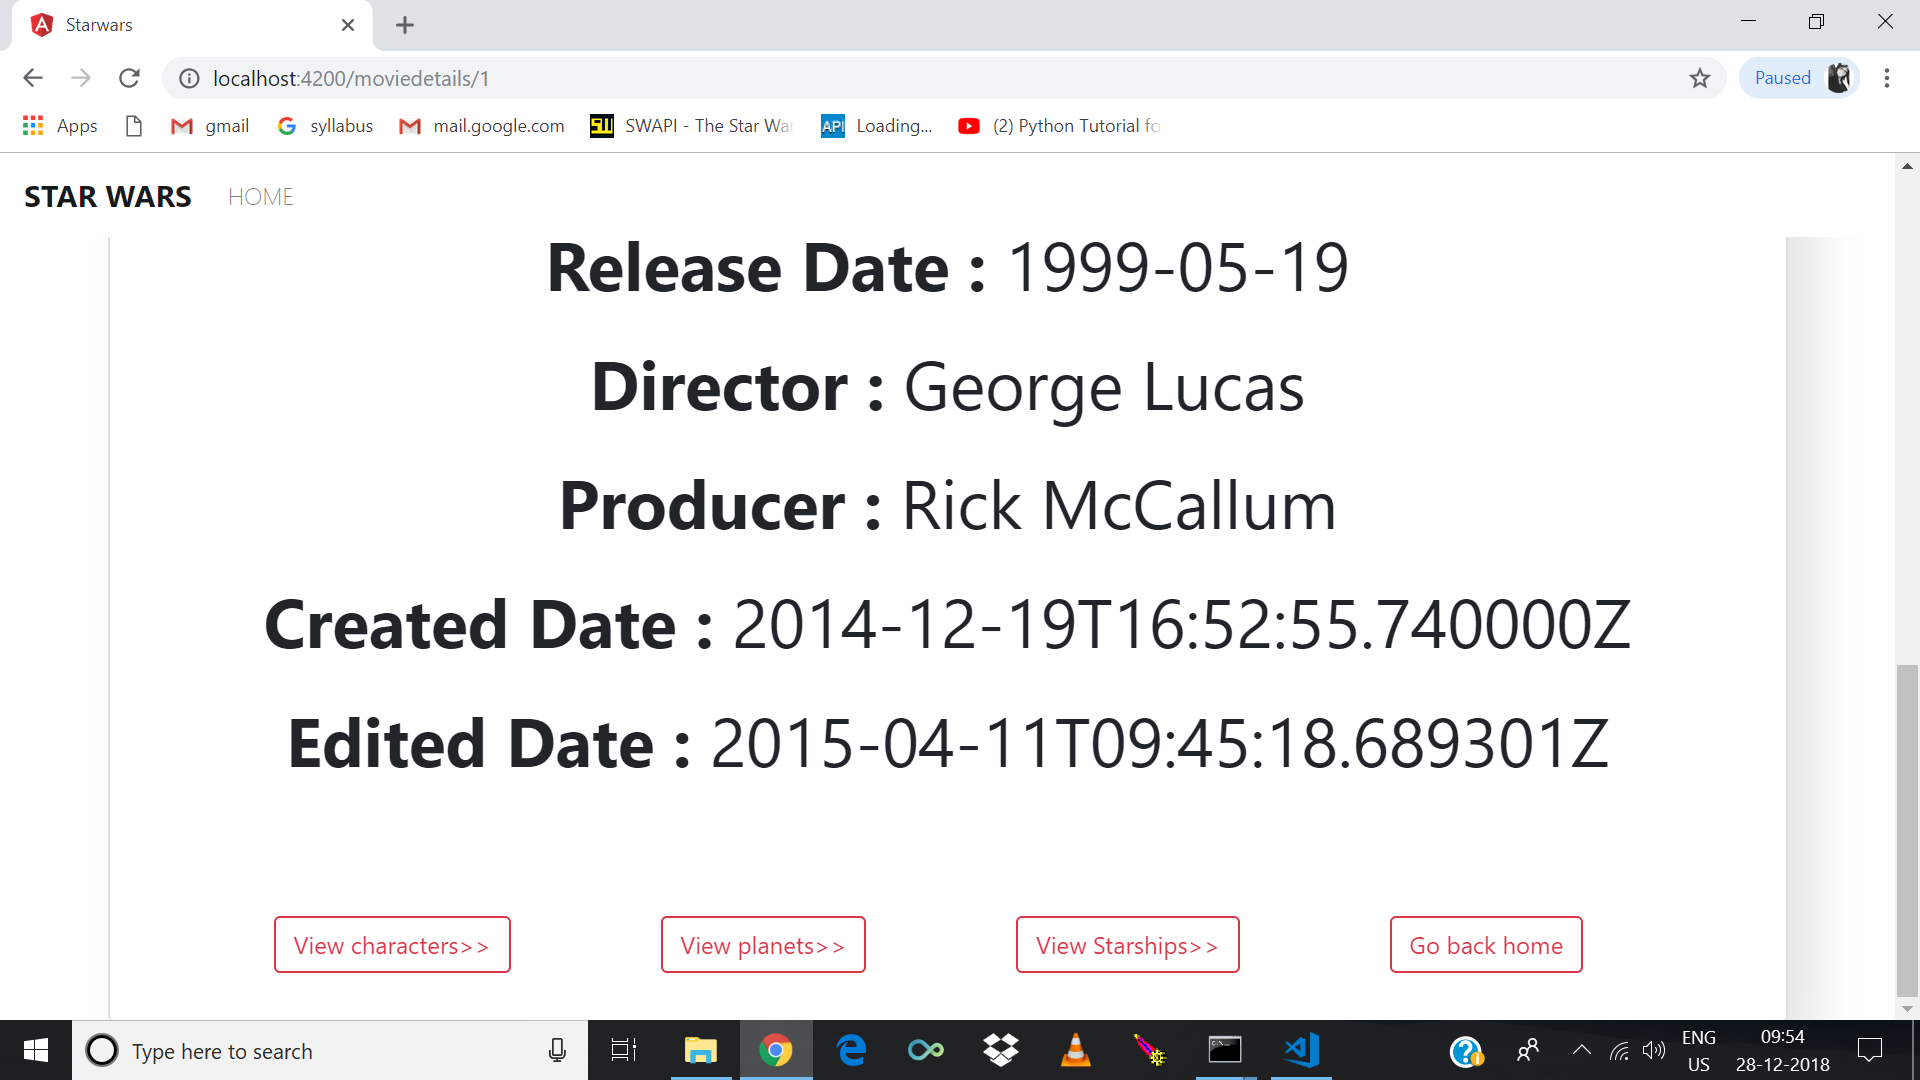 Starwars
localhost:4200/moviedetails/1
Paused
Apps
gmail
syllabus
mail.google.com
SWAPI - The Star Wa
API
Loading...
(2) Python Tutorial fo
STAR WARS
HOME
Release Date : 1999-05-19
Director : George Lucas
Producer : Rick McCallum
Created Date : 2014-12-19T16:52:55.740000Z
Edited Date : 2015-04-11T09:45:18.689301Z
View characters>>
View planets>>
View Starships>>
Go back home
Type here to search
ENG
US
09:54
28-12-2018